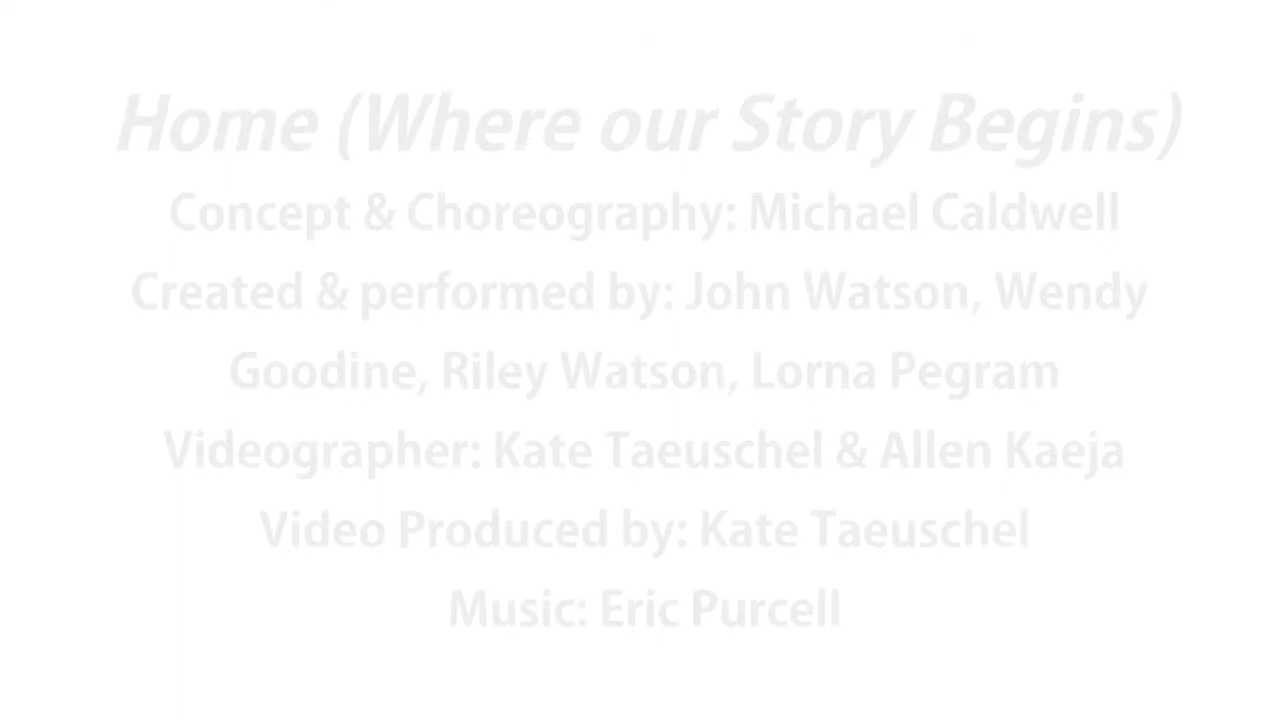 Home (Where our Story Begins)
Concept & Choreography: Michael Caldwell
Created & performed by: John Watson, Wendy
Goodine, Riley Watson, Lorna Pegram
Videographer: Kate Taeuschel & Allen Kaeja
Video Produced by: Kate Taeuschel
Music: Eric Purcell